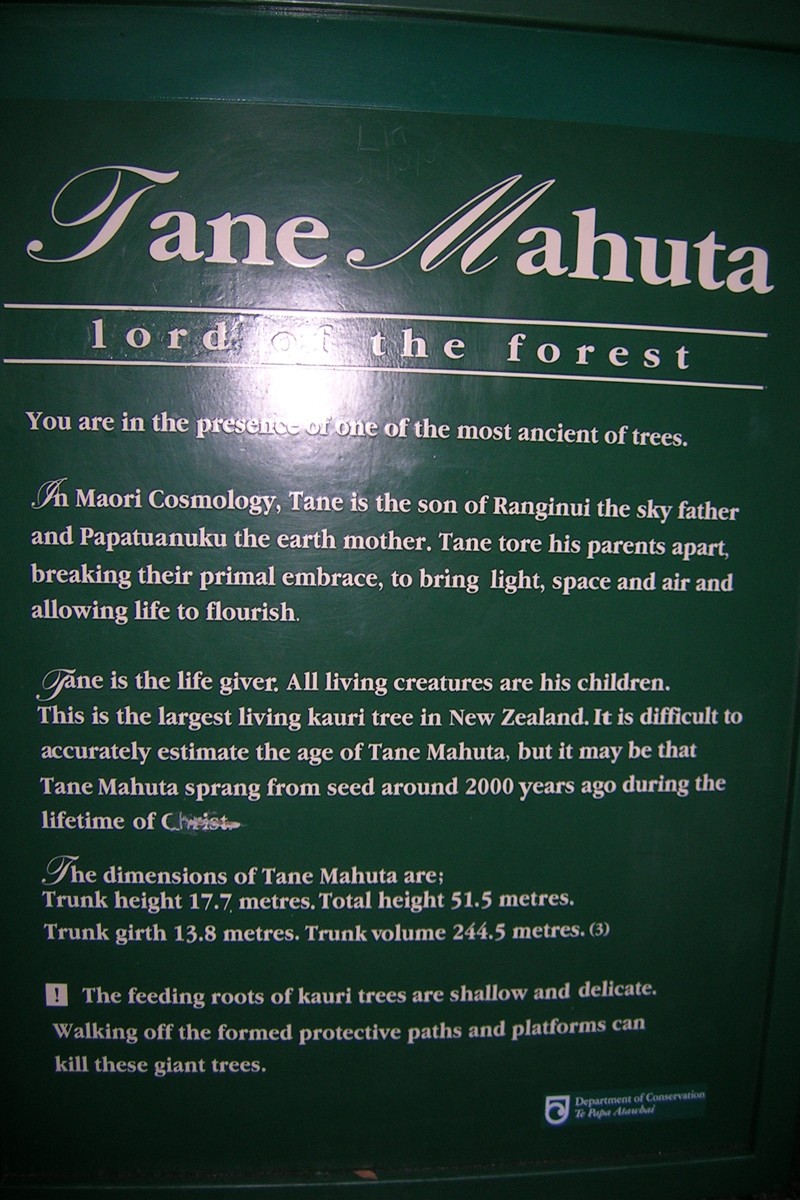 Tane Mahuta
lord of the forest
You are in the presence of one of the most ancient of trees.
In Maori Cosmology, Tane is the son of Ranginui the sky father
and Papatuanuku the earth mother. Tane tore his parents apart,
breaking their primal embrace, to bring light, space and air and
allowing life to flourish.
Tane is the life giver. All living creatures are his children.
This is the largest living kauri tree in New Zealand. It is difficult to
accurately estimate the age of Tane Mahuta, but it may be that
Tane Mahuta sprang from seed around 2000 years ago during the
lifetime of Christ.
The dimensions of Tane Mahuta are;
Trunk height 17.7 metres. Total height 51.5 metres.
Trunk girth 13.8 metres. Trunk volume 244.5 metres. (3)
! The feeding roots of kauri trees are shallow and delicate.
Walking off the formed protective paths and platforms can
kill these giant trees.
Department of Conservation
Te Papa Atawhai